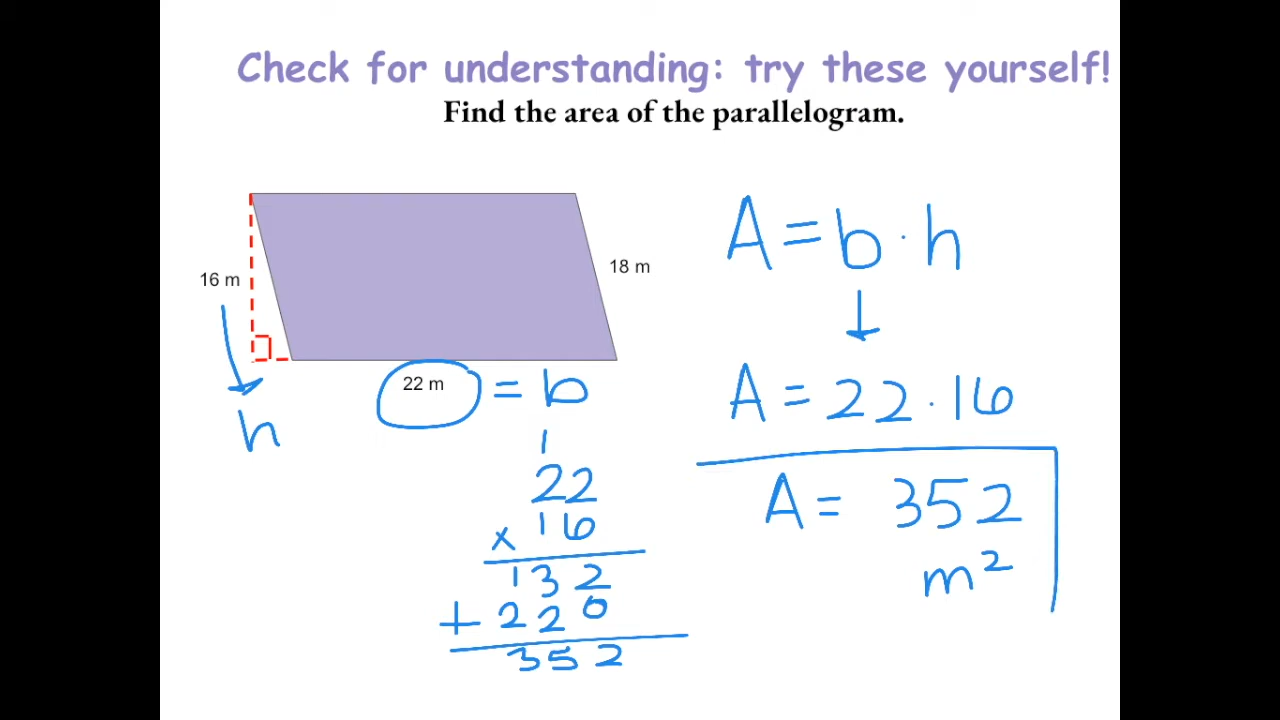 Check for understanding: try these yourself!
Find the area of the parallelogram.
A = b · h
16 m
18 m
22 m = b
h
A = 22 · 16
1
22
x 16
132
+ 220
352
A = 352
m²